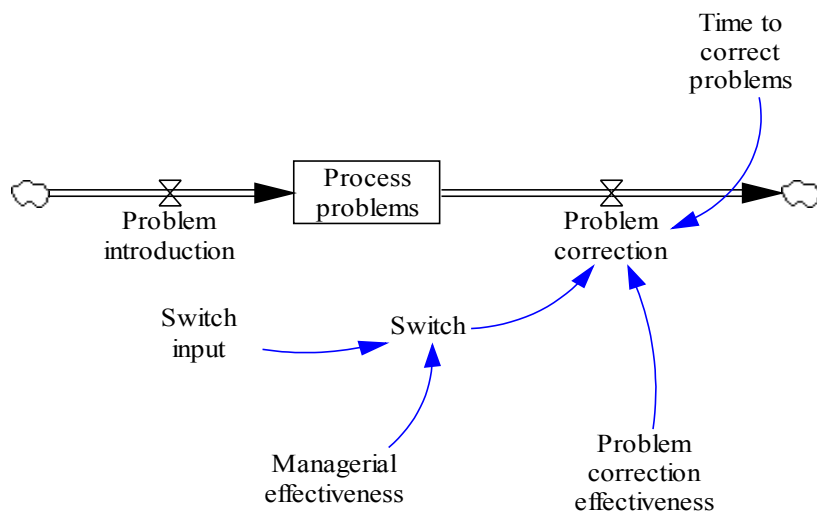 Time to
correct
problems
Process
problems
Problem
introduction
Problem
correction
Switch
input
Switch
Managerial
effectiveness
Problem
correction
effectiveness